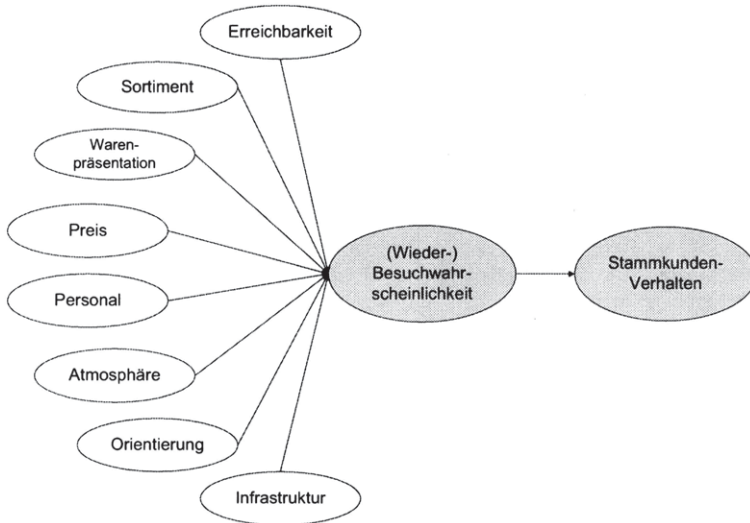 Erreichbarkeit
Sortiment
Waren-
präsentation
Preis
Personal
Atmosphäre
Orientierung
Infrastruktur
(Wieder-)
Besuchwahr-
scheinlichkeit
Stammkunden-
Verhalten